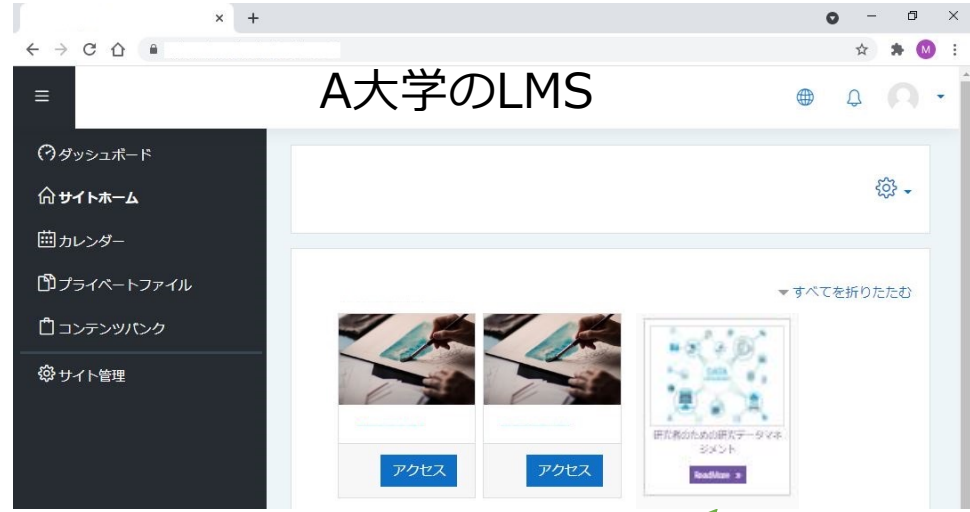 A大学のLMS
M
ダッシュボード
サイトホーム
カレンダー
プライベートファイル
コンテンツバンク
サイト管理
すべてを折りたたむ
アクセス
アクセス
DATA
研究者のための研究データマネ
ジメント
ReadMore »